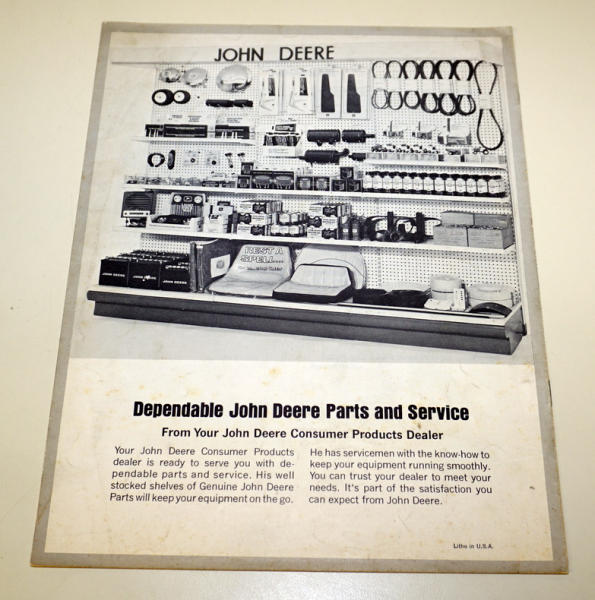 JOHN DEERE
REST A
SPELL...
JOHN DEERE
JOHN DEERE
JOHN DEERE
Dependable John Deere Parts and Service
From Your John Deere Consumer Products Dealer
Your John Deere Consumer Products
dealer is ready to serve you with de-
pendable parts and service. His well
stocked shelves of Genuine John Deere
Parts will keep your equipment on the go.
He has servicemen with the know-how to
keep your equipment running smoothly.
You can trust your dealer to meet your
needs. It's part of the satisfaction you
can expect from John Deere.
Litho in U.S.A.